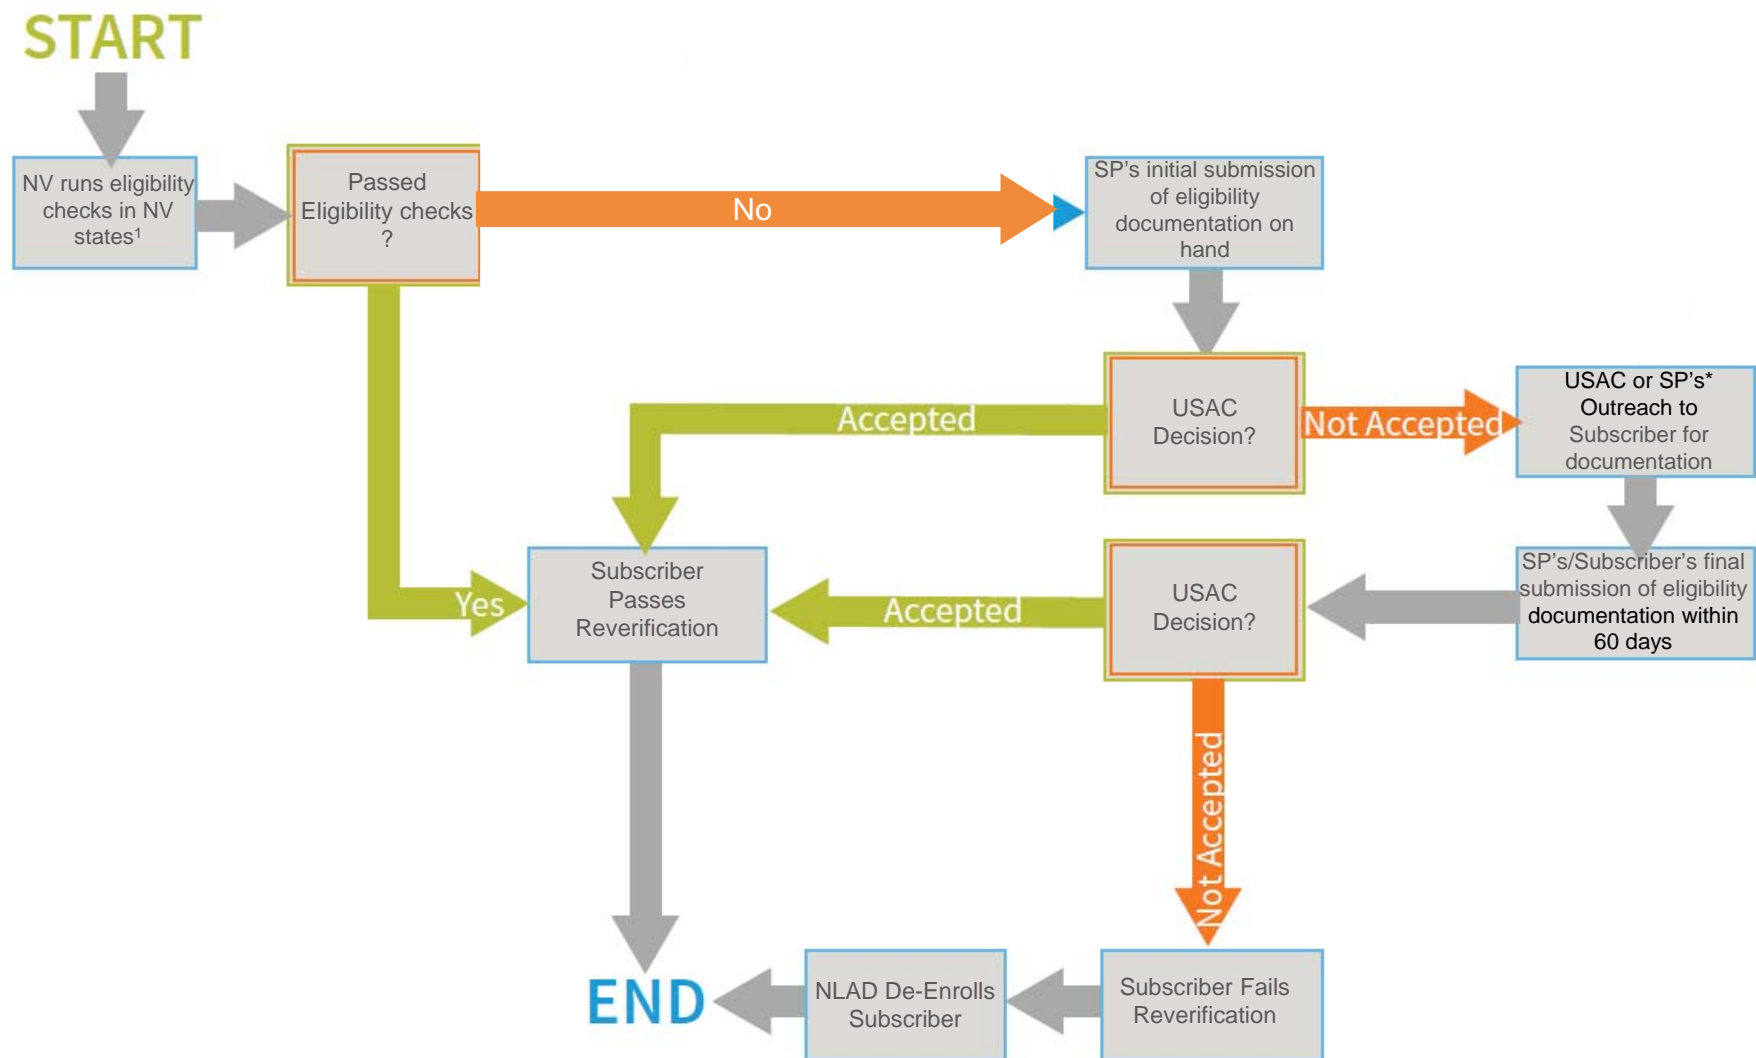 START
NV runs eligibility
checks in NV
states¹
Passed
Eligibility checks
?
No
SP's initial submission
of eligibility
documentation on
hand
USAC
Decision?
Accepted
Not Accepted
USAC or SP's*
Outreach to
Subscriber for
documentation
SP's/Subscriber's final
submission of eligibility
documentation within
60 days
USAC
Decision?
Accepted
Yes
Subscriber
Passes
Reverification
Not Accepted
Subscriber Fails
Reverification
NLAD De-Enrolls
Subscriber
END